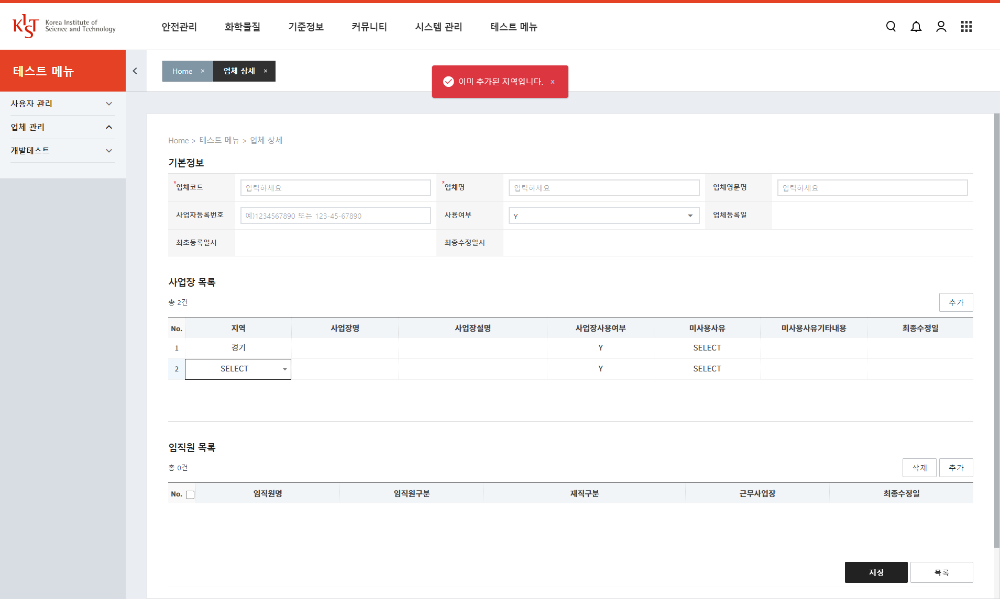 KIST Korea Institute of
Science and Technology
안전관리 화학물질 기준정보 커뮤니티 시스템 관리 테스트 메뉴
테스트 메뉴
Home × 업체 상세 ×
이미 추가된 지역입니다. x
사용자 관리
업체 관리
개발테스트
Home > 테스트 메뉴 > 업체 상세
기본정보
*업체코드 입력하세요 *업체명 입력하세요 업체영문명 입력하세요
사업자등록번호 예)1234567890 또는 123-45-67890 사용여부 Y 업체등록일
최초등록일시 최종수정일시
사업장 목록
총 2건 추가
No. 지역 사업장명 사업장설명 사업장사용여부 미사용사유 미사용사유기타내용 최종수정일
1 경기 Y SELECT
2 SELECT Y SELECT
임직원 목록
총 0건 삭제 추가
No. 임직원명 임직원구분 재직구분 근무사업장 최종수정일
저장 목록